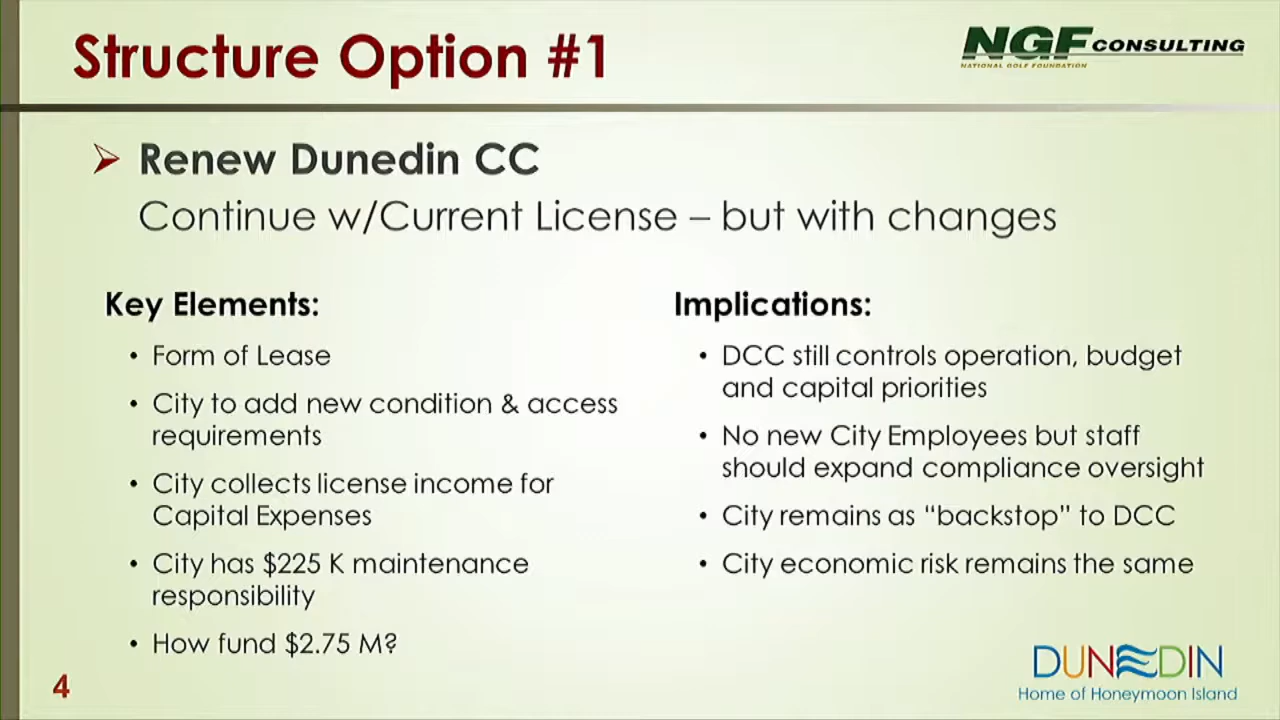 Structure Option #1
NGF CONSULTING
NATIONAL GOLF FOUNDATION
Renew Dunedin CC
Continue w/Current License – but with changes
Key Elements:
• Form of Lease
• City to add new condition & access
requirements
• City collects license income for
Capital Expenses
• City has $225 K maintenance
responsibility
• How fund $2.75 M?
Implications:
• DCC still controls operation, budget
and capital priorities
• No new City Employees but staff
should expand compliance oversight
• City remains as “backstop” to DCC
• City economic risk remains the same
4
DUNEDIN
Home of Honeymoon Island